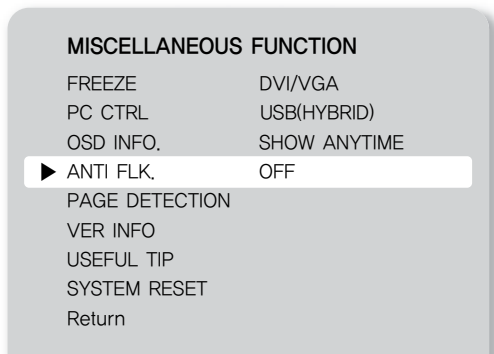 MISCELLANEOUS FUNCTION
FREEZE DVI/VGA
PC CTRL USB(HYBRID)
OSD INFO. SHOW ANYTIME
▶ ANTI FLK. OFF
PAGE DETECTION
VER INFO
USEFUL TIP
SYSTEM RESET
Return